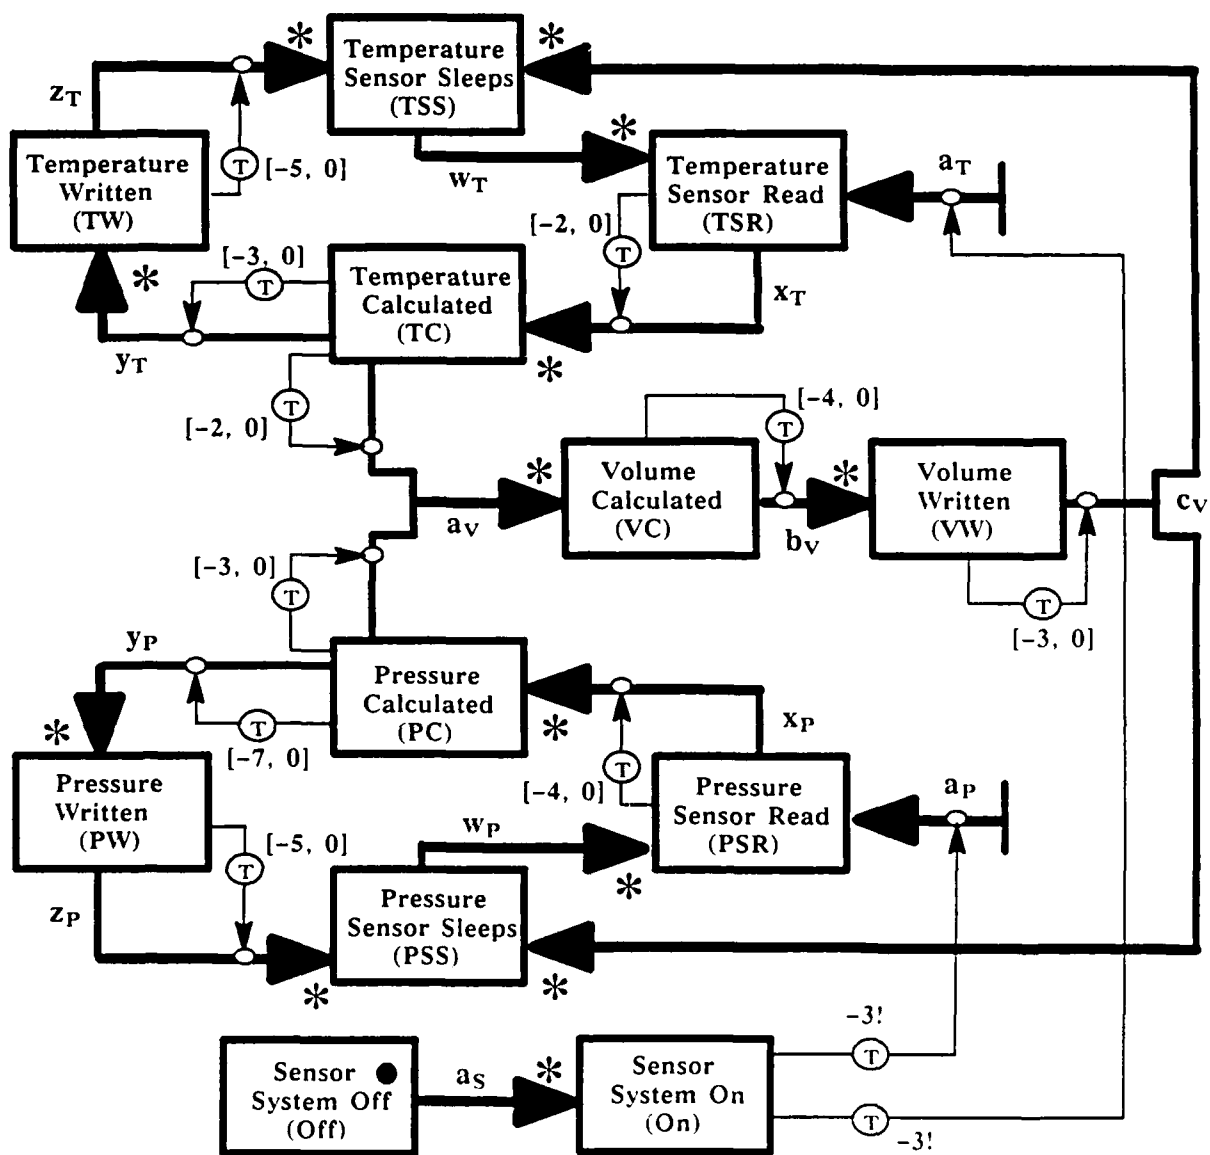 *
*
Temperature
Sensor Sleeps
(TSS)
zT
T
[-5, 0]
Temperature
Written
(TW)
wT
*
Temperature
Sensor Read
(TSR)
aT
[-2, 0]
T
[-3, 0]
T
*
Temperature
Calculated
(TC)
xT
yT
*
T
[-2, 0]
[-4, 0]
T
*
Volume
Calculated
(VC)
*
Volume
Written
(VW)
aV
bV
cV
[-3, 0]
T
T
[-3, 0]
yP
Pressure
Calculated
(PC)
*
xP
*
T
[-7, 0]
T
[-4, 0]
Pressure
Written
(PW)
Pressure
Sensor Read
(PSR)
aP
wP
[-5, 0]
T
*
zP
Pressure
Sensor Sleeps
(PSS)
*
*
-3!
T
Sensor
System Off
(Off)
aS
*
Sensor
System On
(On)
T
-3!